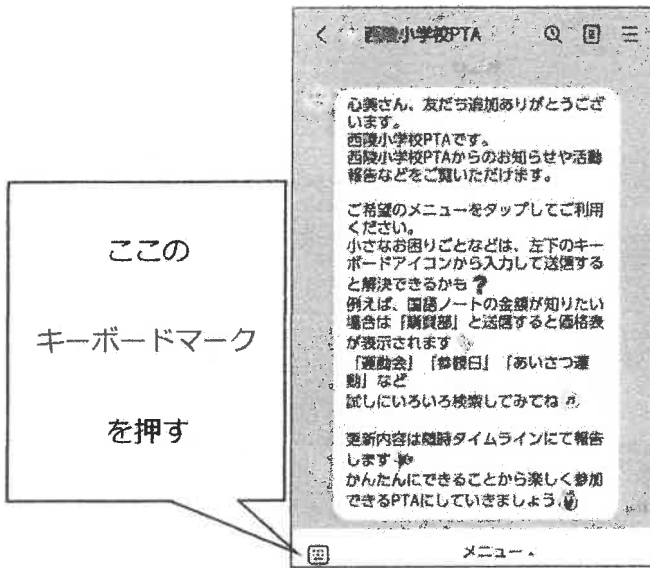 西陵小学校PTA
心美さん、友だち追加ありがとうござ
います。
西陵小学校PTAです。
西陵小学校PTAからのお知らせや活動
報告などをご覧いただけます。
ご希望のメニューをタップしてご利用
ください。
小さなお困りごとなどは、左下のキー
ボードアイコンから入力して送信する
と解決できるかも❓
例えば、国語ノートの金額が知りたい
場合は「購買部」と送信すると価格表
が表示されます
「運動会」「参観日」「あいさつ運
動」など
試しにいろいろ検索してみてね♬
更新内容は随時タイムラインにて報告
します
かんたんにできることから楽しく参加
できるPTAにしていきましょう
メニュー
ここの
キーボードマーク
を押す